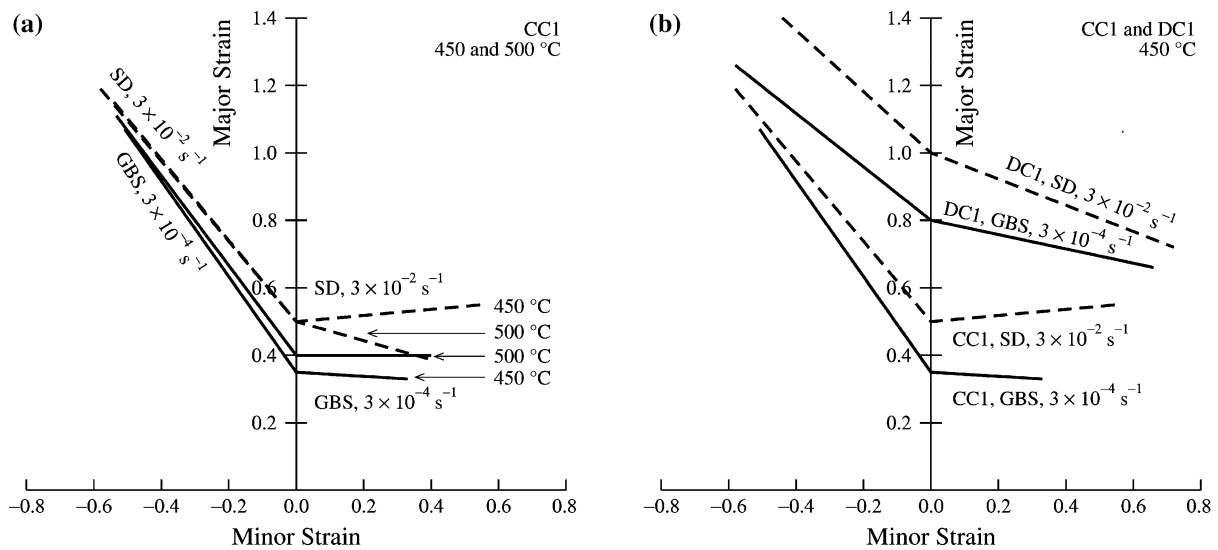 (a)
CC1
450 and 500 °C
Major Strain
1.4
1.2
1.0
0.8
0.6
0.4
0.2
SD, 3 × 10⁻² s⁻¹
GBS, 3 × 10⁻⁴ s⁻¹
SD, 3 × 10⁻² s⁻¹
450 °C
500 °C
500 °C
450 °C
GBS, 3 × 10⁻⁴ s⁻¹
−0.8 −0.6 −0.4 −0.2 0.0 0.2 0.4 0.6 0.8
Minor Strain
(b)
CC1 and DC1
450 °C
Major Strain
1.4
1.2
1.0
0.8
0.6
0.4
0.2
DC1, SD, 3 × 10⁻² s⁻¹
DC1, GBS, 3 × 10⁻⁴ s⁻¹
CC1, SD, 3 × 10⁻² s⁻¹
CC1, GBS, 3 × 10⁻⁴ s⁻¹
−0.8 −0.6 −0.4 −0.2 0.0 0.2 0.4 0.6 0.8
Minor Strain